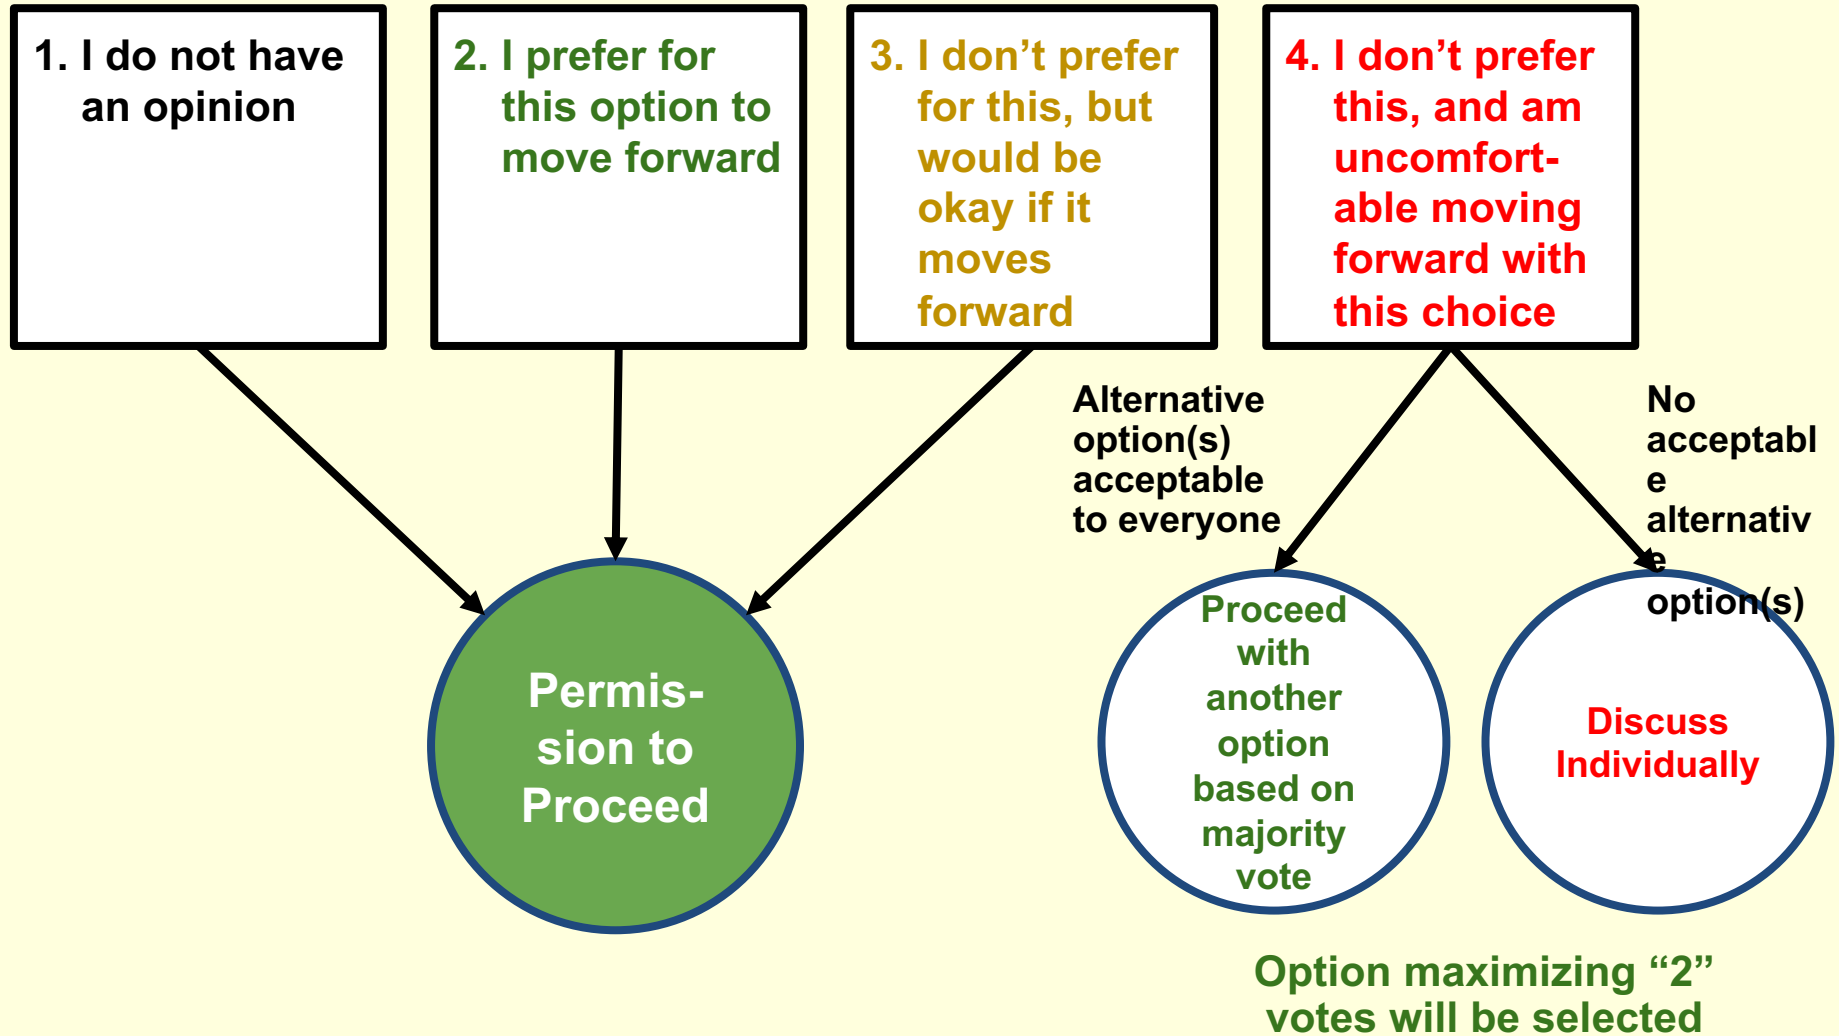 1. I do not have
an opinion
2. I prefer for
this option to
move forward
3. I don’t prefer
for this, but
would be
okay if it
moves
forward
4. I don’t prefer
this, and am
uncomfort-
able moving
forward with
this choice
Alternative
option(s)
acceptable
to everyone
No
acceptabl
e
alternativ
e
option(s)
Permis-
sion to
Proceed
Proceed
with
another
option
based on
majority
vote
Discuss
Individually
Option maximizing “2”
votes will be selected